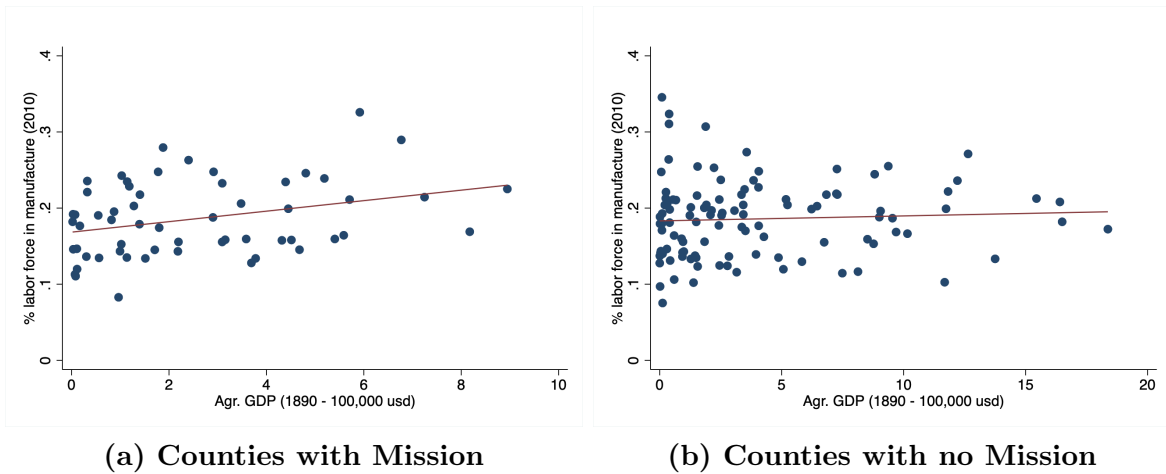 % labor force in manufacture (2010)
.4
.3
.2
.1
0
0 2 4 6 8 10
Agr. GDP (1890 - 100,000 usd)
(a) Counties with Mission
% labor force in manufacture (2010)
.4
.3
.2
.1
0
0 5 10 15 20
Agr. GDP (1890 - 100,000 usd)
(b) Counties with no Mission